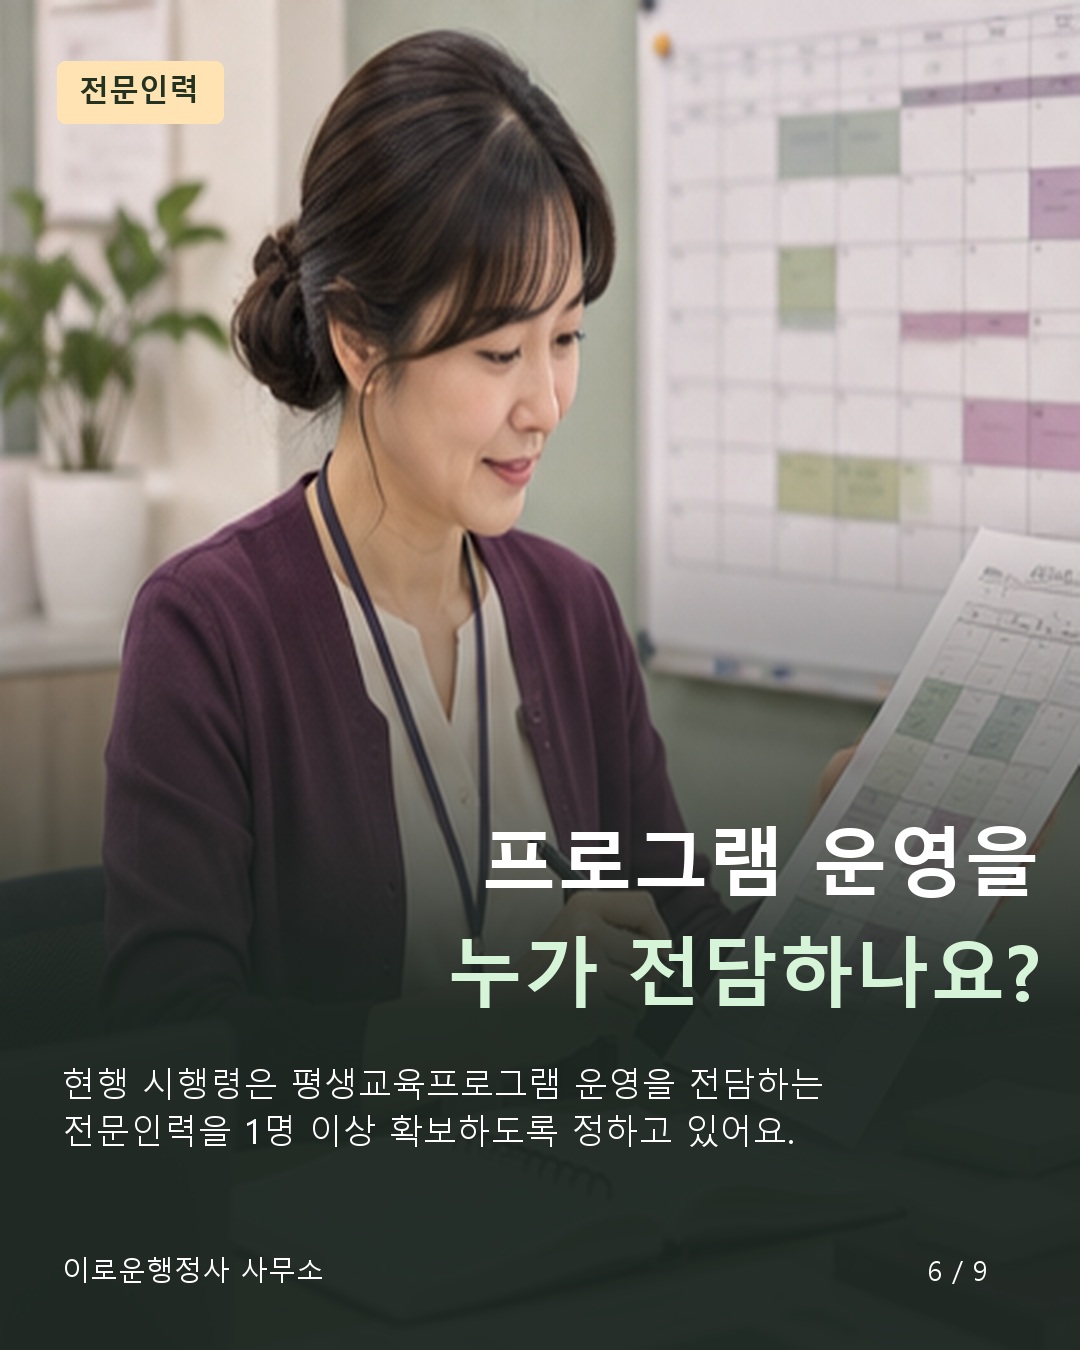 전문인력
프로그램 운영을
누가 전담하나요?
현행 시행령은 평생교육프로그램 운영을 전담하는
전문인력을 1명 이상 확보하도록 정하고 있어요.
이로운행정사 사무소
6 / 9